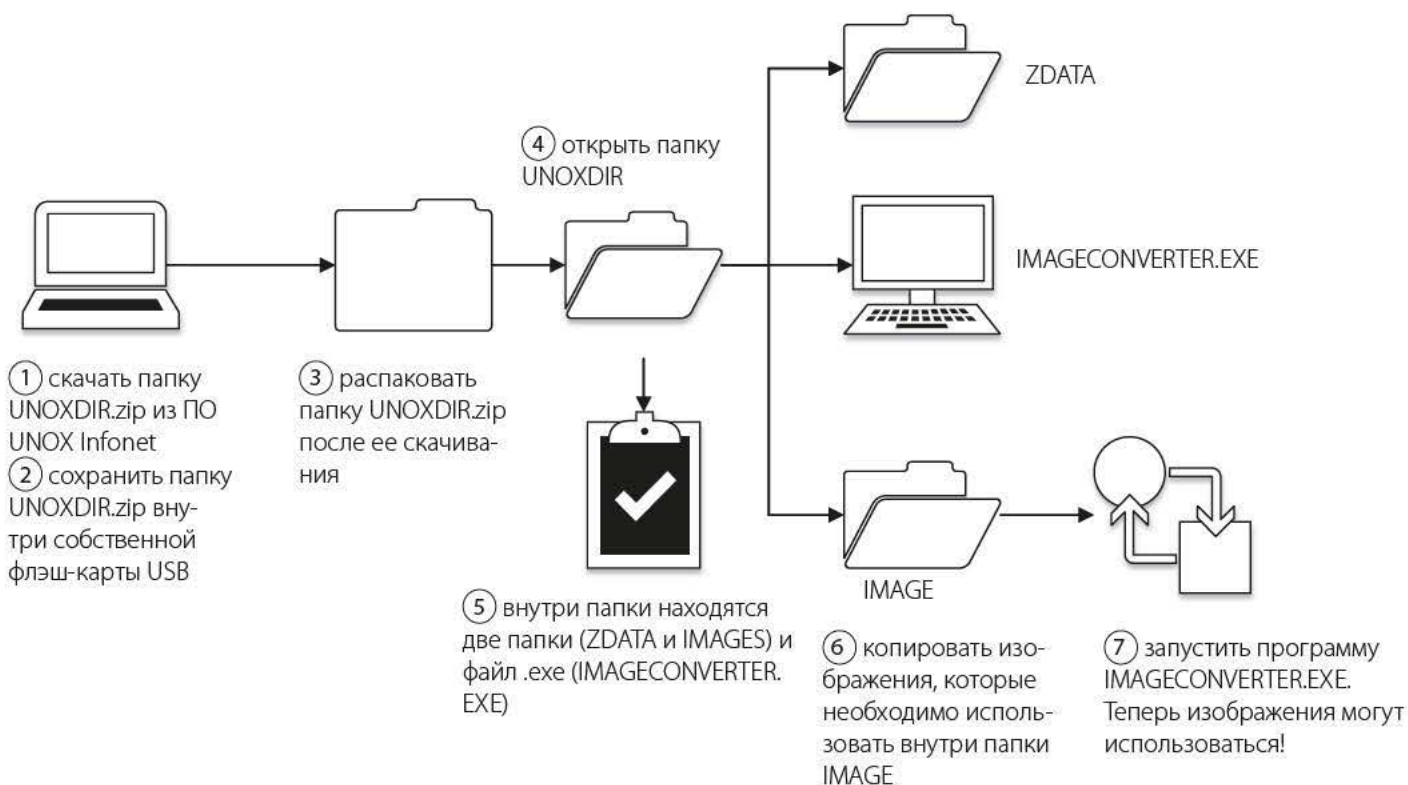 ZDATA
④ открыть папку
UNOXDIR
IMAGECONVERTER.EXE
① скачать папку
UNOXDIR.zip из ПО
UNOX Infonet
② сохранить папку
UNOXDIR.zip вну-
три собственной
флэш-карты USB
③ распаковать
папку UNOXDIR.zip
после ее скачива-
ния
⑤ внутри папки находятся
две папки (ZDATA и IMAGES) и
файл .exe (IMAGECONVERTER.
EXE)
IMAGE
⑥ копировать изо-
бражения, которые
необходимо исполь-
зовать внутри папки
IMAGE
⑦ запустить программу
IMAGECONVERTER.EXE.
Теперь изображения могут
использоваться!